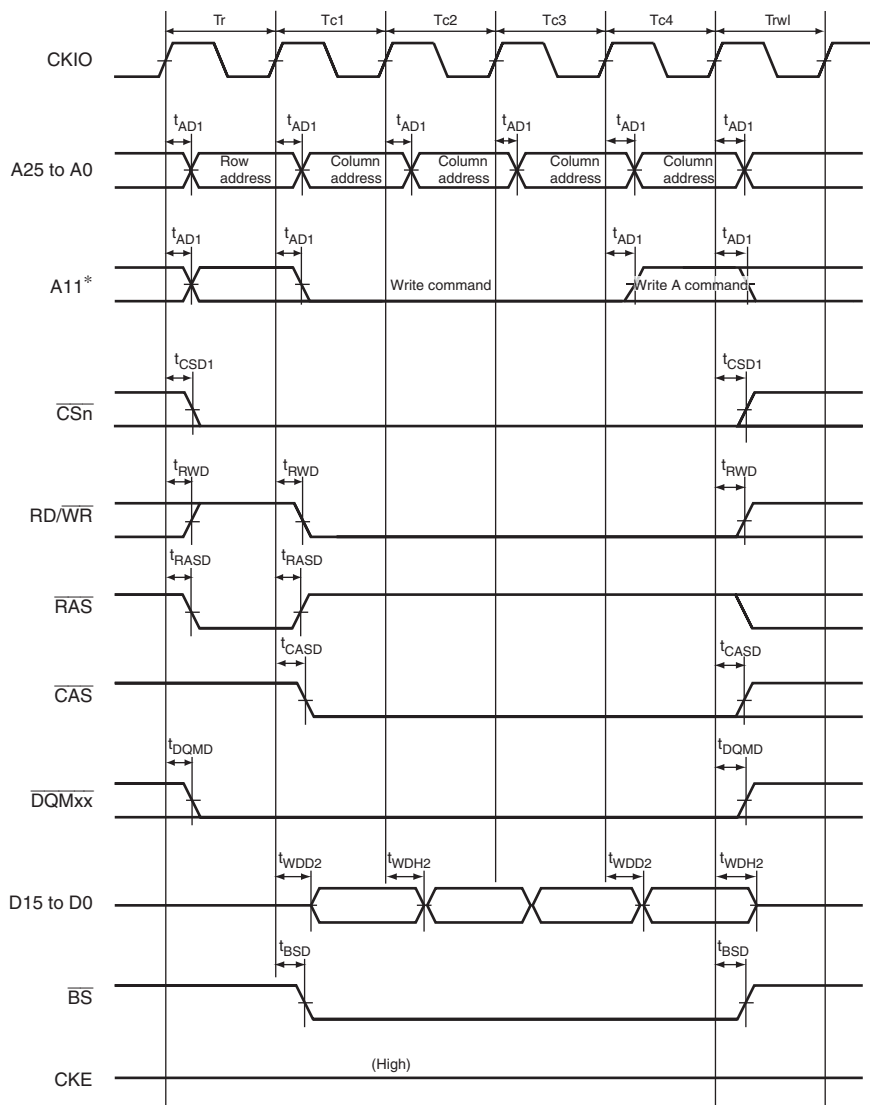 Tr Tc1 Tc2 Tc3 Tc4 Trwl
CKIO
tAD1 tAD1 tAD1 tAD1 tAD1 tAD1
A25 to A0
Row address
Column address
Column address
Column address
Column address
tAD1 tAD1 tAD1 tAD1
A11*
Write command
Write A command
tCSD1 tCSD1
CSn
tRWD tRWD tRWD
RD/WR
tRASD tRASD
RAS
tCASD tCASD
CAS
tDQMD tDQMD
DQMxx
tWDD2 tWDH2 tWDD2 tWDH2
D15 to D0
tBSD tBSD
BS
(High)
CKE